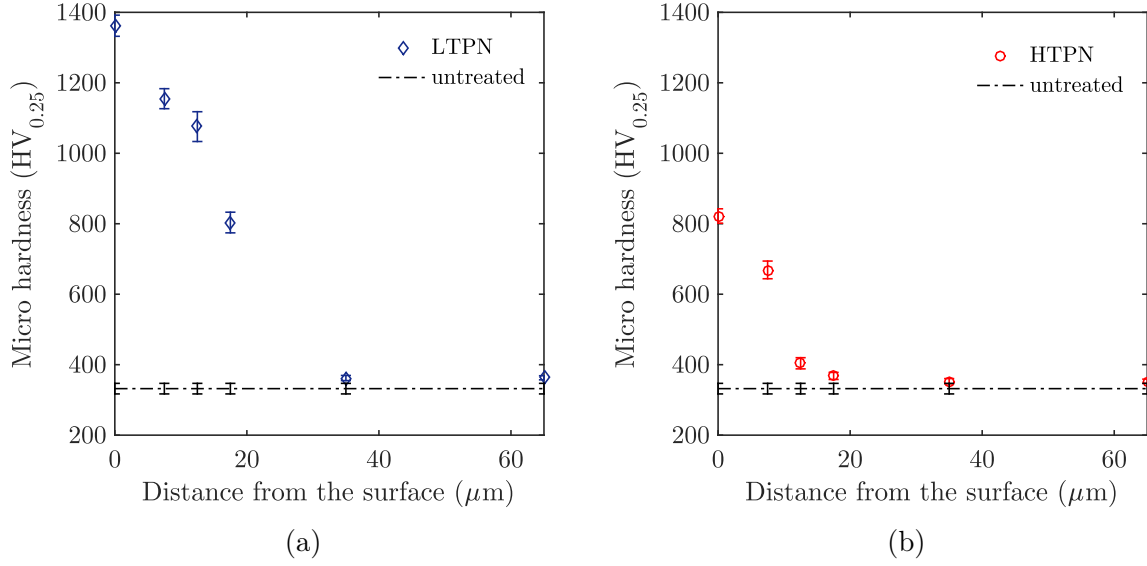 1400
1200
1000
800
600
400
200
Micro hardness (HV0.25)
LTPN
untreated
0
20
40
60
Distance from the surface (μm)
(a)
1400
1200
1000
800
600
400
200
Micro hardness (HV0.25)
HTPN
untreated
0
20
40
60
Distance from the surface (μm)
(b)